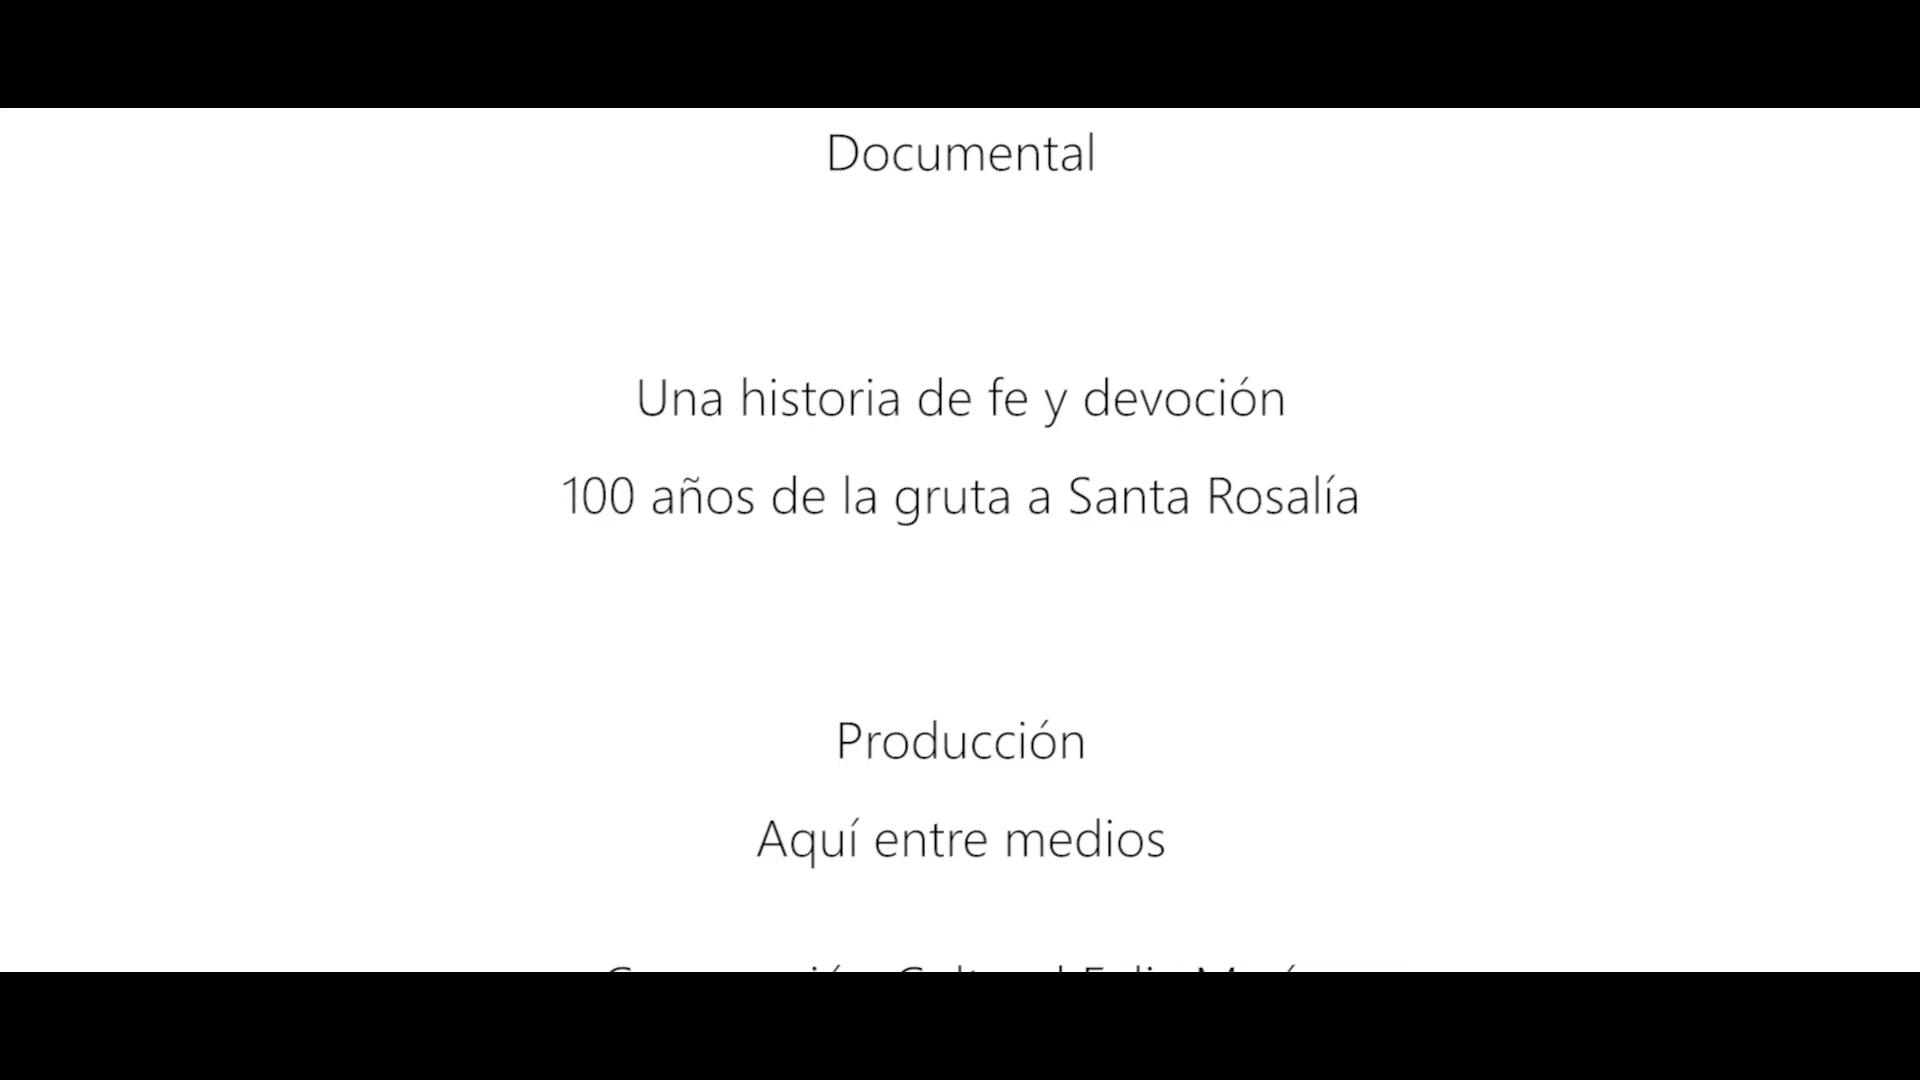 Documental
Una historia de fe y devoción
100 años de la gruta a Santa Rosalía
Producción
Aquí entre medios